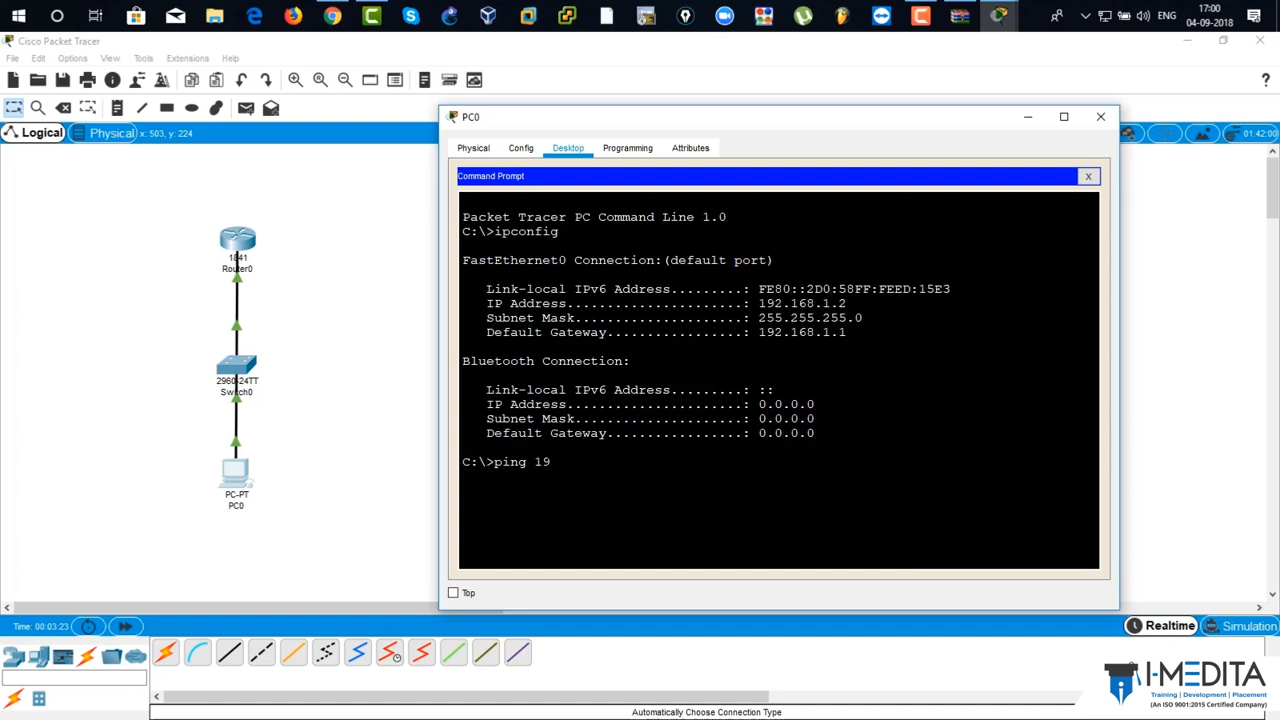 17:00
ENG
04-09-2018
Cisco Packet Tracer
File Edit Options View Tools Extensions Help
Logical Physical x: 503, y: 224
01:42:00
PC0
Physical Config Desktop Programming Attributes
Command Prompt X
Packet Tracer PC Command Line 1.0
C:\>ipconfig
FastEthernet0 Connection:(default port)
Link-local IPv6 Address.........: FE80::2D0:58FF:FEED:15E3
IP Address......................: 192.168.1.2
Subnet Mask.....................: 255.255.255.0
Default Gateway.................: 192.168.1.1
Bluetooth Connection:
Link-local IPv6 Address.........: ::
IP Address......................: 0.0.0.0
Subnet Mask.....................: 0.0.0.0
Default Gateway.................: 0.0.0.0
C:\>ping 19
Top
1841
Router0
2960-24TT
Switch0
PC-PT
PC0
Time: 00:03:23
Realtime Simulation
Automatically Choose Connection Type
I-MEDITA
Training | Development | Placement
(An ISO 9001:2015 Certified Company)